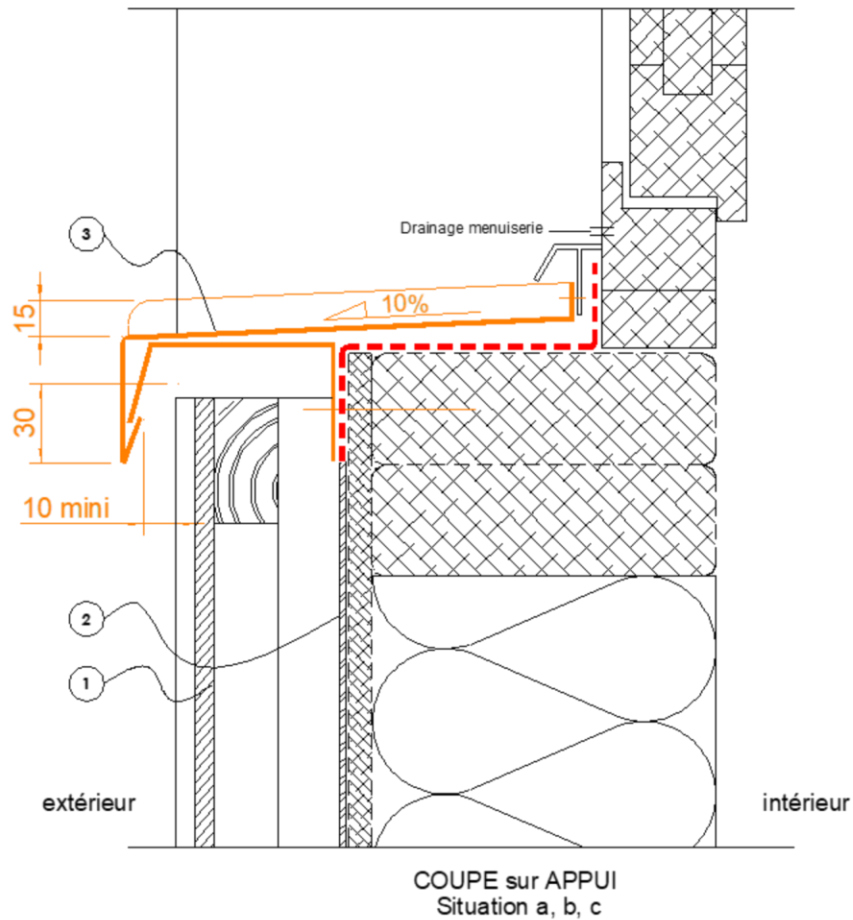 3
Drainage menuiserie
10%
15
30
10 mini
2
1
extérieur
intérieur
COUPE sur APPUI
Situation a, b, c